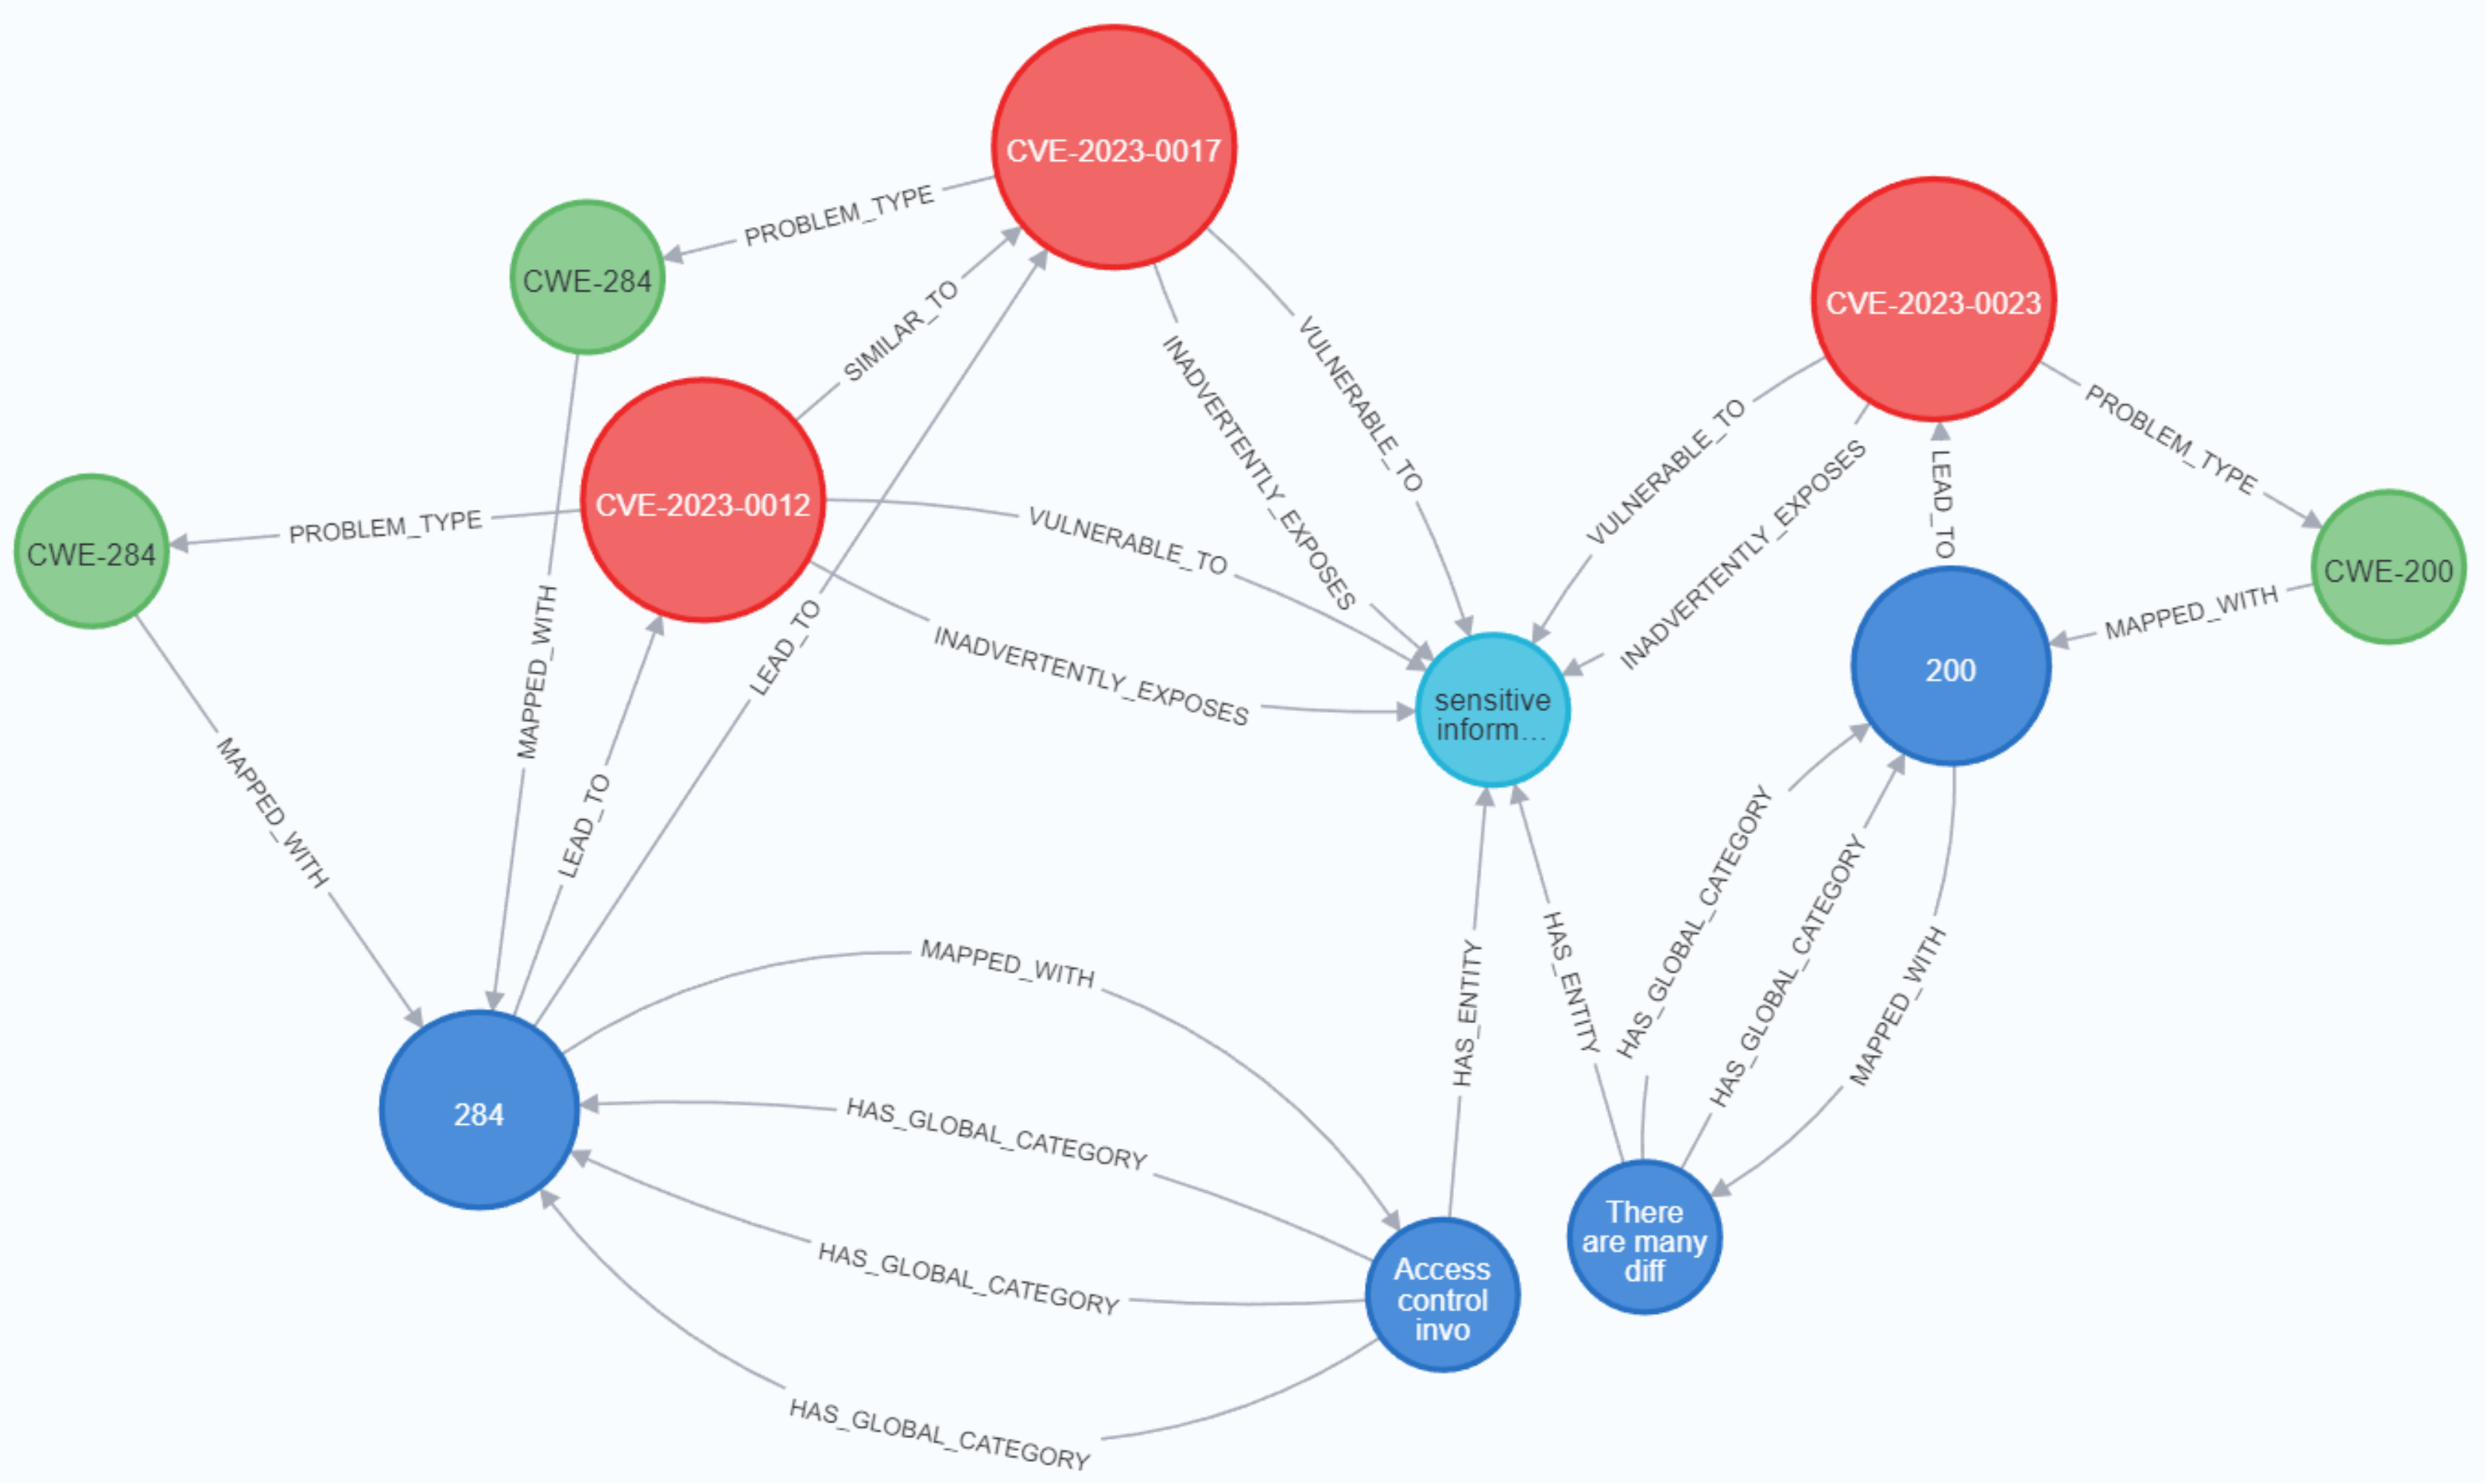 CVE-2023-0017
PROBLEM_TYPE
CWE-284
SIMILAR_TO
CVE-2023-0023
INADVERTENTLY_EXPOSES
VULNERABLE_TO
VULNERABLE_TO
INADVERTENTLY_EXPOSES
LEAD_TO
PROBLEM_TYPE
CVE-2023-0012
PROBLEM_TYPE
CWE-284
VULNERABLE_TO
CWE-200
MAPPED_WITH
MAPPED_WITH
LEAD_TO
INADVERTENTLY_EXPOSES
sensitive
inform...
200
MAPPED_WITH
LEAD_TO
HAS_GLOBAL_CATEGORY
HAS_GLOBAL_CATEGORY
MAPPED_WITH
MAPPED_WITH
HAS_ENTITY
HAS_ENTITY
284
HAS_GLOBAL_CATEGORY
HAS_GLOBAL_CATEGORY
HAS_GLOBAL_CATEGORY
Access
control
invo
There
are many
diff